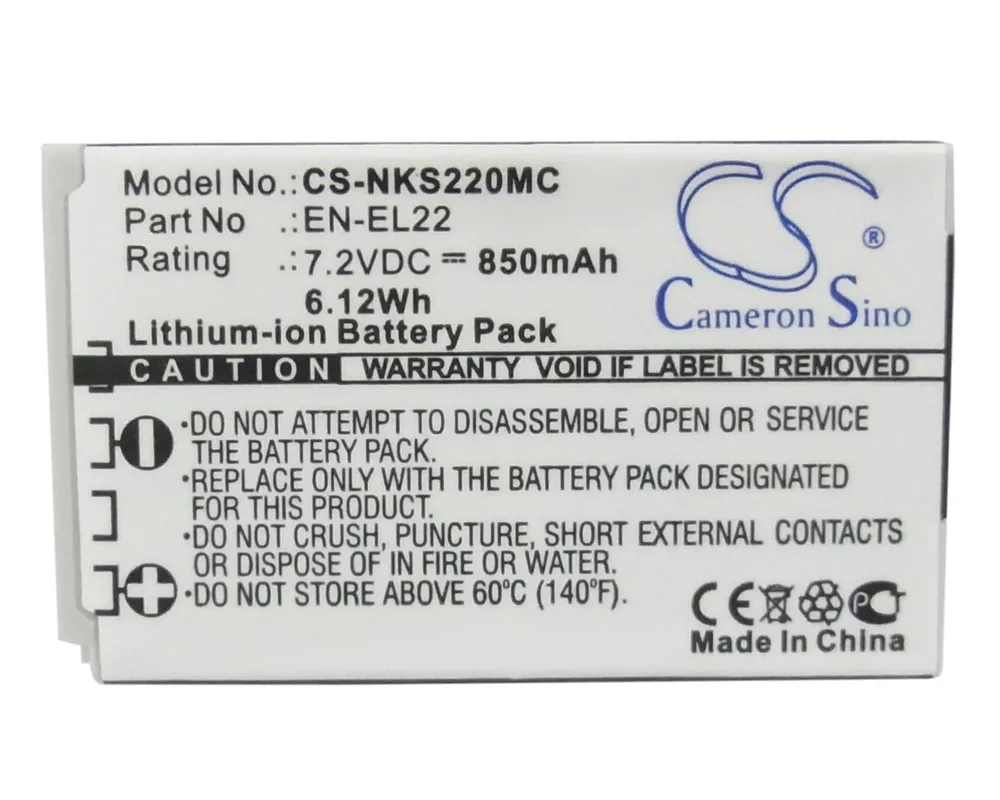 Model No.: CS-NKS220MC
Part No .: EN-EL22
Rating .: 7.2VDC ⎓ 850mAh
6.12Wh
Lithium-ion Battery Pack
CS
®
Cameron Sino
CAUTION WARRANTY VOID IF LABEL IS REMOVED
•DO NOT ATTEMPT TO DISASSEMBLE, OPEN OR SERVICE
THE BATTERY PACK.
•REPLACE ONLY WITH THE BATTERY PACK DESIGNATED
FOR THIS PRODUCT.
•DO NOT CRUSH, PUNCTURE, SHORT EXTERNAL CONTACTS
OR DISPOSE OF IN FIRE OR WATER.
•DO NOT STORE ABOVE 60°C (140°F).
CE PCT
Made In China